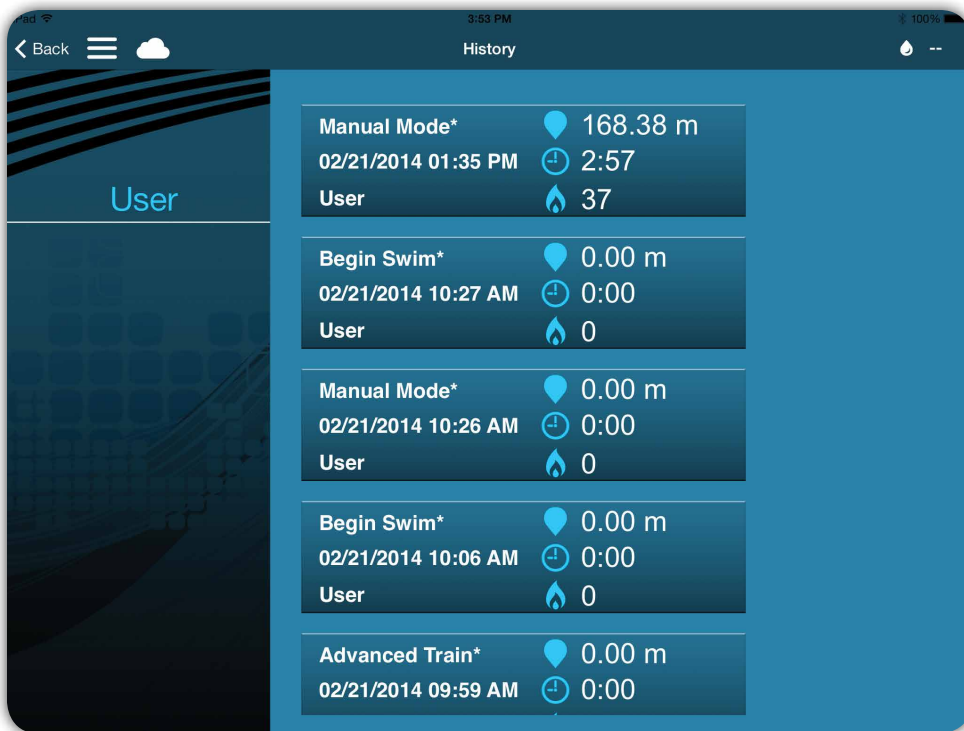 iPad 3:53 PM 100%
Back History --
User
Manual Mode* 168.38 m
02/21/2014 01:35 PM 2:57
User 37
Begin Swim* 0.00 m
02/21/2014 10:27 AM 0:00
User 0
Manual Mode* 0.00 m
02/21/2014 10:26 AM 0:00
User 0
Begin Swim* 0.00 m
02/21/2014 10:06 AM 0:00
User 0
Advanced Train* 0.00 m
02/21/2014 09:59 AM 0:00